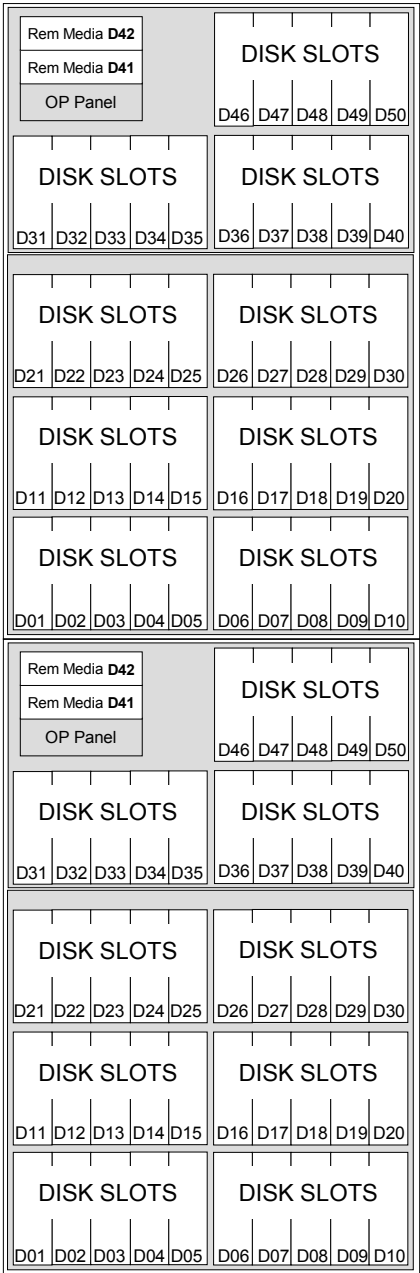 Rem Media D42
Rem Media D41
OP Panel
DISK SLOTS
D46 D47 D48 D49 D50
DISK SLOTS
D31 D32 D33 D34 D35
DISK SLOTS
D36 D37 D38 D39 D40
DISK SLOTS
D21 D22 D23 D24 D25
DISK SLOTS
D26 D27 D28 D29 D30
DISK SLOTS
D11 D12 D13 D14 D15
DISK SLOTS
D16 D17 D18 D19 D20
DISK SLOTS
D01 D02 D03 D04 D05
DISK SLOTS
D06 D07 D08 D09 D10
Rem Media D42
Rem Media D41
OP Panel
DISK SLOTS
D46 D47 D48 D49 D50
DISK SLOTS
D31 D32 D33 D34 D35
DISK SLOTS
D36 D37 D38 D39 D40
DISK SLOTS
D21 D22 D23 D24 D25
DISK SLOTS
D26 D27 D28 D29 D30
DISK SLOTS
D11 D12 D13 D14 D15
DISK SLOTS
D16 D17 D18 D19 D20
DISK SLOTS
D01 D02 D03 D04 D05
DISK SLOTS
D06 D07 D08 D09 D10